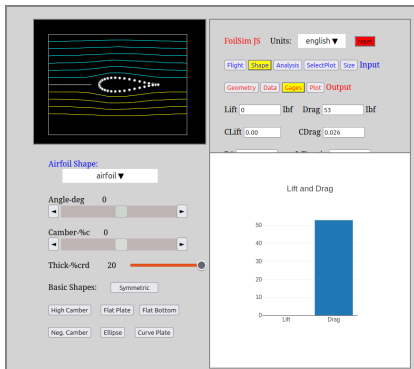 FoilSim JS Units: english ▼ Reset
Flight Shape Analysis SelectPlot Size Input
Geometry Data Gages Plot Output
Lift 0 lbf Drag 53 lbf
CLift 0.00 CDrag 0.026
Airfoil Shape:
airfoil ▼
Angle-deg 0
Camber-%c 0
Thick-%crd 20
Basic Shapes: Symmetric
High Camber Flat Plate Flat Bottom
Neg. Camber Ellipse Curve Plate
Lift and Drag
50
40
30
20
10
0
Lift Drag